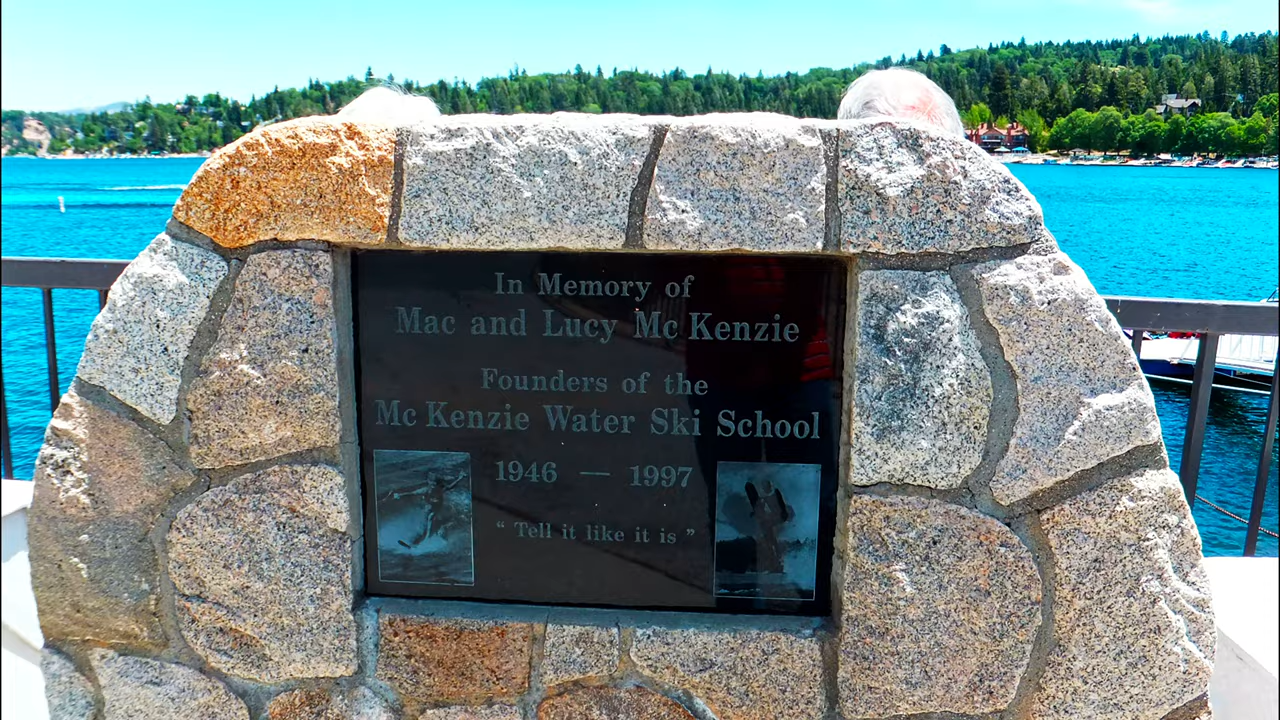 In Memory of
Mac and Lucy Mc Kenzie
Founders of the
Mc Kenzie Water Ski School
1946 — 1997
“ Tell it like it is ”